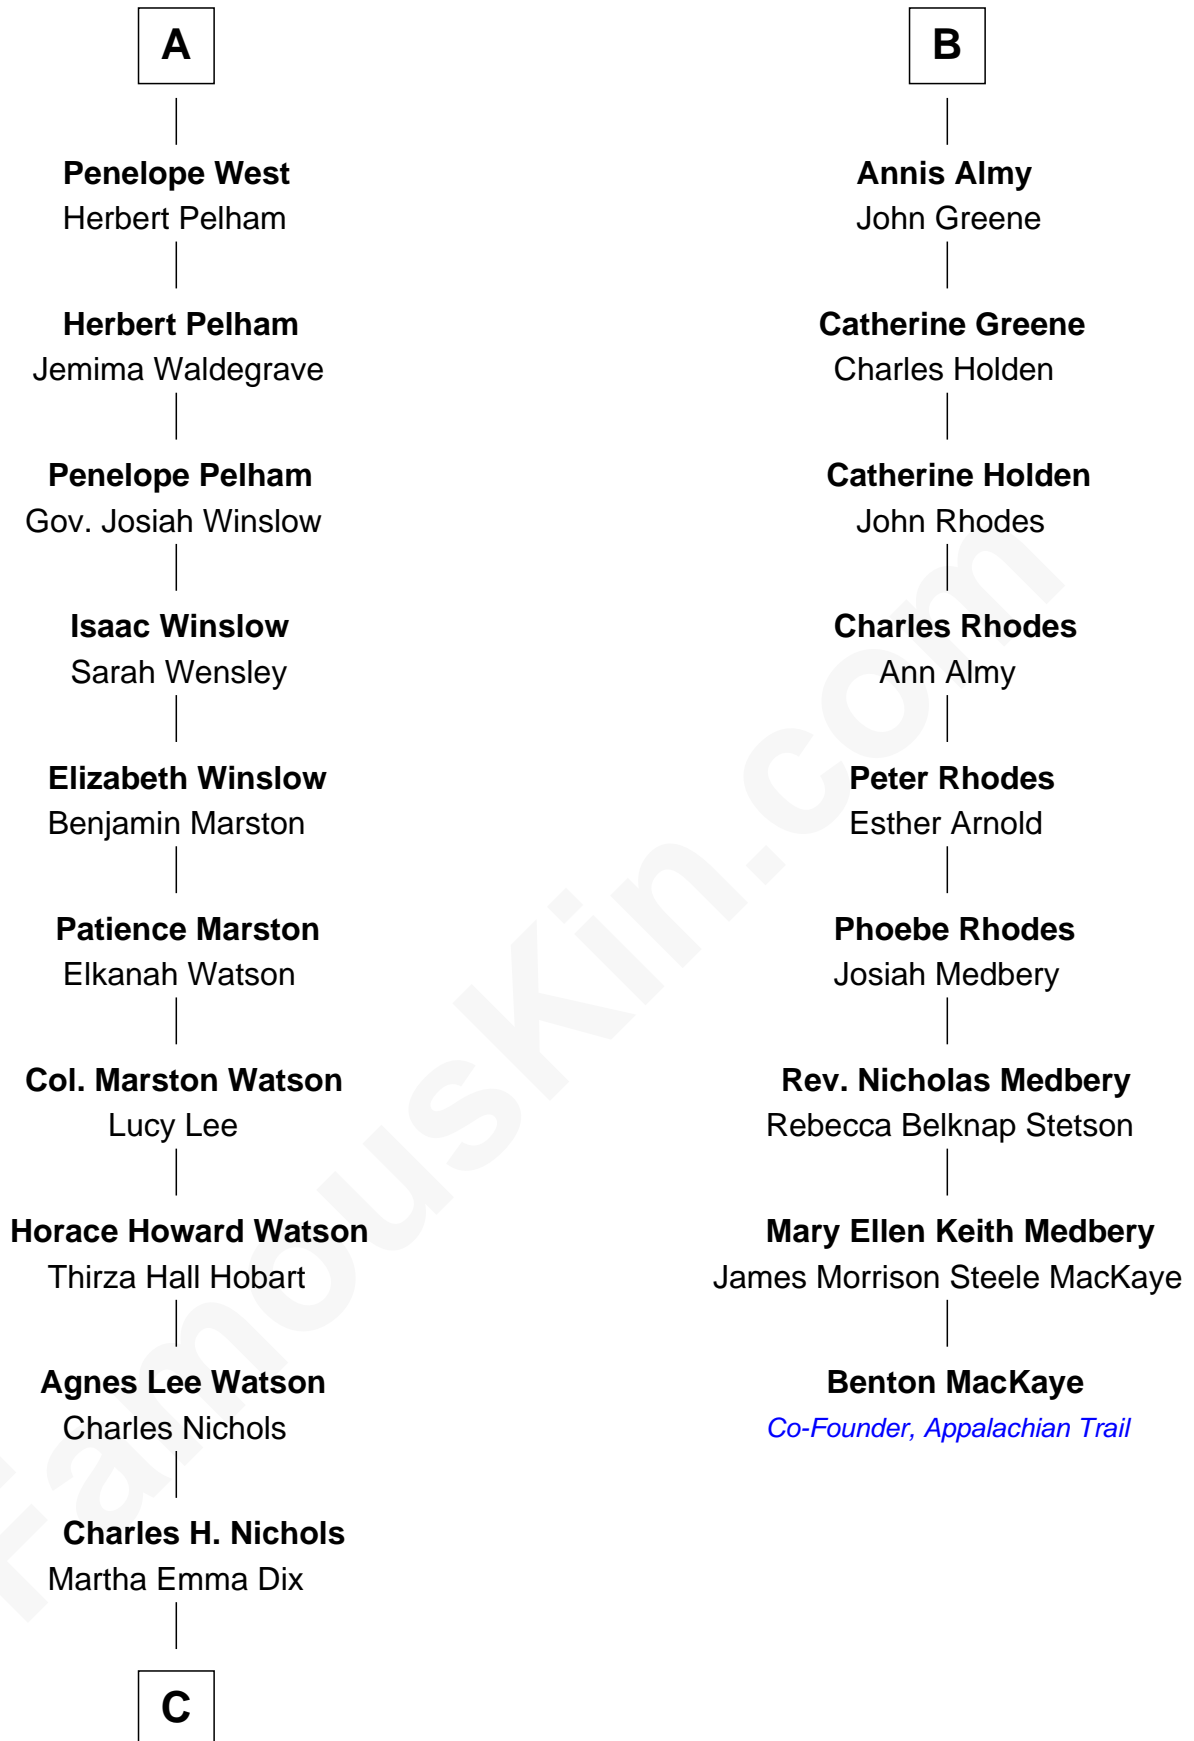 A
Penelope West
Herbert Pelham
Herbert Pelham
Jemima Waldegrave
Penelope Pelham
Gov. Josiah Winslow
Isaac Winslow
Sarah Wensley
Elizabeth Winslow
Benjamin Marston
Patience Marston
Elkanah Watson
Col. Marston Watson
Lucy Lee
Horace Howard Watson
Thirza Hall Hobart
Agnes Lee Watson
Charles Nichols
Charles H. Nichols
Martha Emma Dix
C
B
Annis Almy
John Greene
Catherine Greene
Charles Holden
Catherine Holden
John Rhodes
Charles Rhodes
Ann Almy
Peter Rhodes
Esther Arnold
Phoebe Rhodes
Josiah Medbery
Rev. Nicholas Medbery
Rebecca Belknap Stetson
Mary Ellen Keith Medbery
James Morrison Steele MacKaye
Benton MacKaye
Co-Founder, Appalachian Trail
FamousKin.com